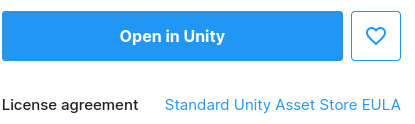 Open in Unity
License agreement Standard Unity Asset Store EULA